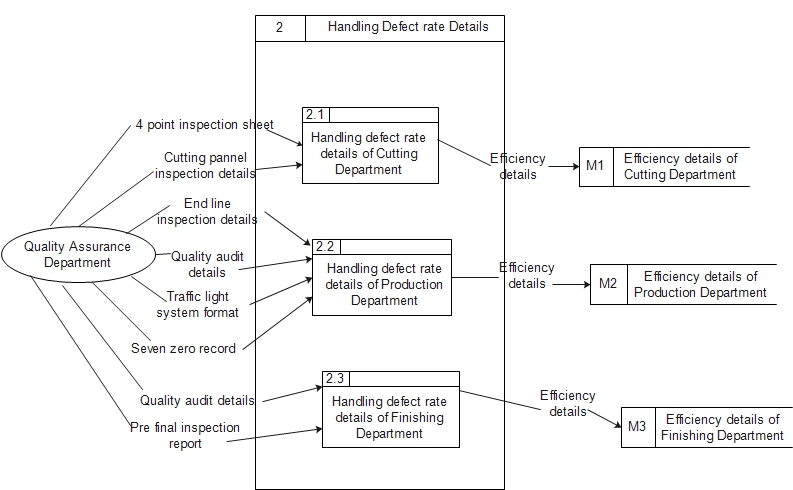 2
Handling Defect rate Details
4 point inspection sheet
2.1
Handling defect rate
details of Cutting
Department
Cutting pannel
inspection details
Efficiency
details
M1
Efficiency details of
Cutting Department
End line
inspection details
Quality Assurance
Department
Quality audit
details
2.2
Handling defect rate
details of Production
Department
Efficiency
details
M2
Efficiency details of
Production Department
Traffic light
system format
Seven zero record
2.3
Handling defect rate
details of Finishing
Department
Quality audit details
Pre final inspection
report
Efficiency
details
M3
Efficiency details of
Finishing Department